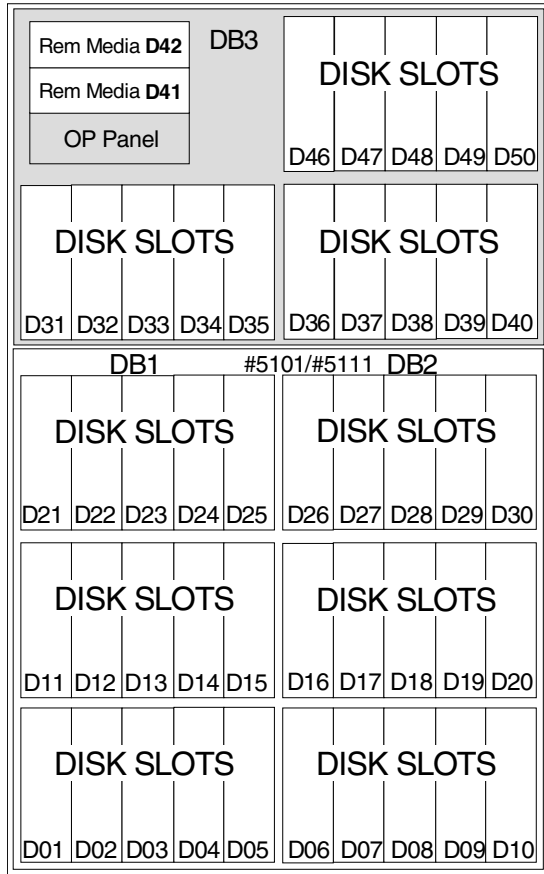 Rem Media D42
DB3
Rem Media D41
OP Panel
DISK SLOTS
D46 D47 D48 D49 D50
DISK SLOTS
D31 D32 D33 D34 D35
DISK SLOTS
D36 D37 D38 D39 D40
DB1 #5101/#5111 DB2
DISK SLOTS
D21 D22 D23 D24 D25
DISK SLOTS
D26 D27 D28 D29 D30
DISK SLOTS
D11 D12 D13 D14 D15
DISK SLOTS
D16 D17 D18 D19 D20
DISK SLOTS
D01 D02 D03 D04 D05
DISK SLOTS
D06 D07 D08 D09 D10